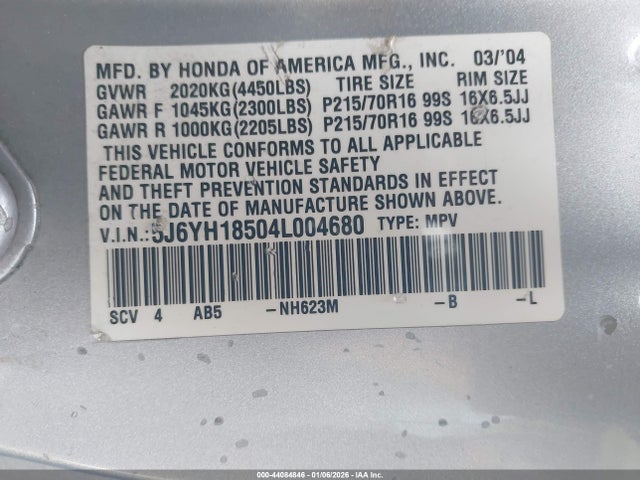 MFD. BY HONDA OF AMERICA MFG., INC. 03/'04
GVWR 2020KG(4450LBS) TIRE SIZE RIM SIZE
GAWR F 1045KG(2300LBS) P215/70R16 99S 16X6.5JJ
GAWR R 1000KG(2205LBS) P215/70R16 99S 16X6.5JJ
THIS VEHICLE CONFORMS TO ALL APPLICABLE
FEDERAL MOTOR VEHICLE SAFETY
AND THEFT PREVENTION STANDARDS IN EFFECT
ON THE DATE OF MANUFACTURE SHOWN ABOVE.
V.I.N.: 5J6YH18504L004680 TYPE: MPV
SCV 4 AB5 -NH623M -B -L
000-44084846 | 01/06/2026 - IAA Inc.